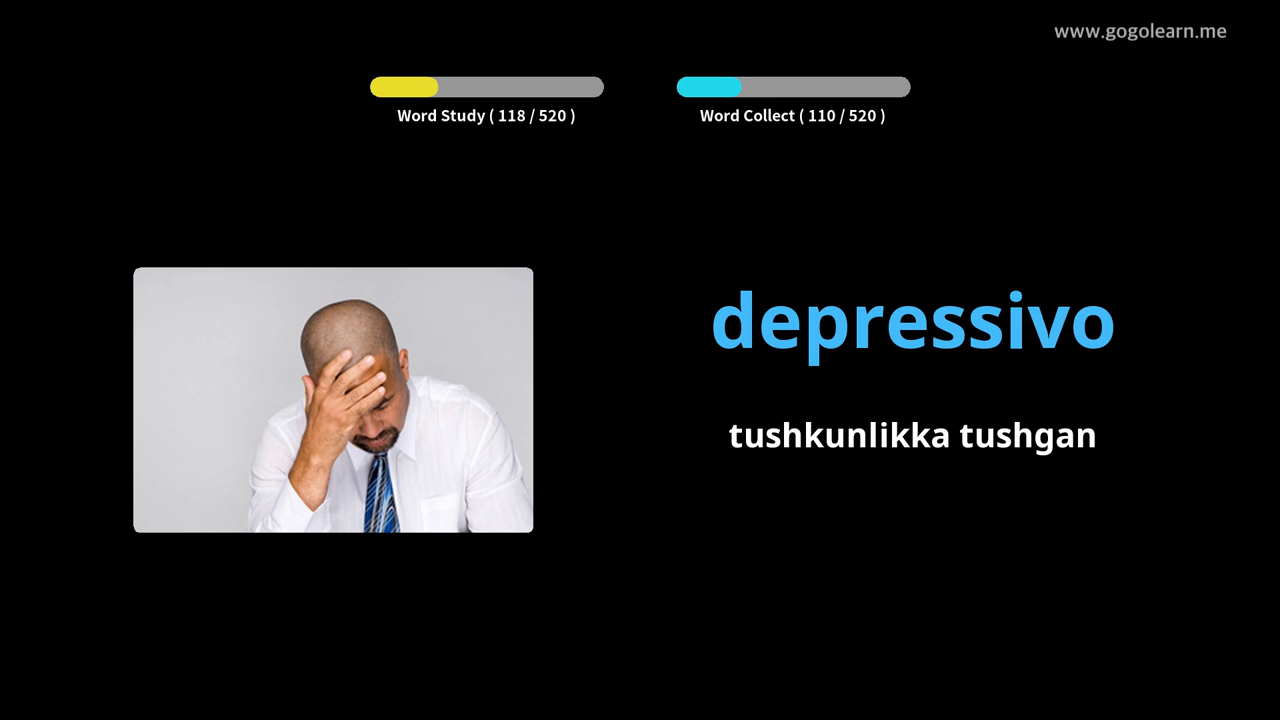 www.gogolearn.me
Word Study ( 118 / 520 )
Word Collect ( 110 / 520 )
depressivo
tushkunlikka tushgan